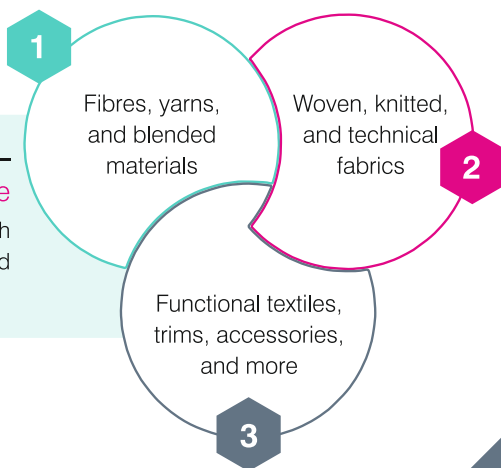 1
Fibres, yarns,
and blended
materials
Woven, knitted,
and technical
fabrics
2
Functional textiles,
trims, accessories,
and more
3